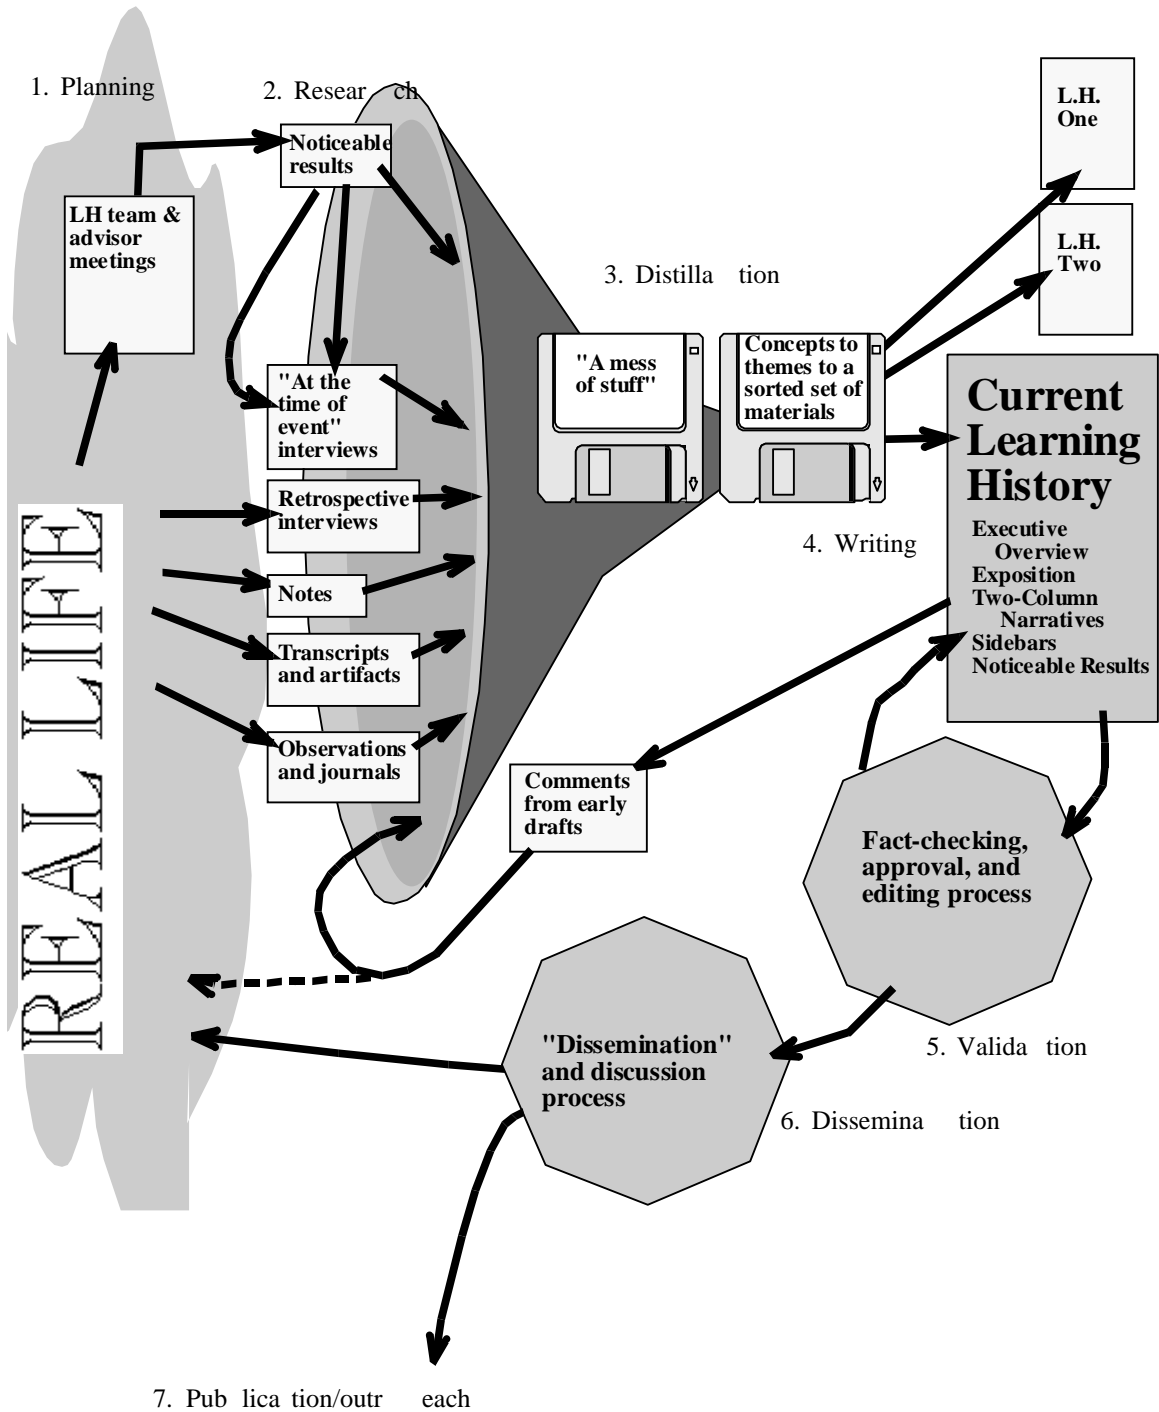 1. Planning
2. Resear ch
Noticeable
results
LH team &
advisor
meetings
"At the
time of
event"
interviews
Retrospective
interviews
Notes
Transcripts
and artifacts
Observations
and journals
REAL LIFE
3. Distilla tion
"A mess
of stuff"
Concepts to
themes to a
sorted set of
materials
L.H.
One
L.H.
Two
4. Writing
Current
Learning
History
Executive
Overview
Exposition
Two-Column
Narratives
Sidebars
Noticeable Results
Comments
from early
drafts
Fact-checking,
approval, and
editing process
5. Valida tion
"Dissemination"
and discussion
process
6. Dissemina tion
7. Pub lica tion/outr each